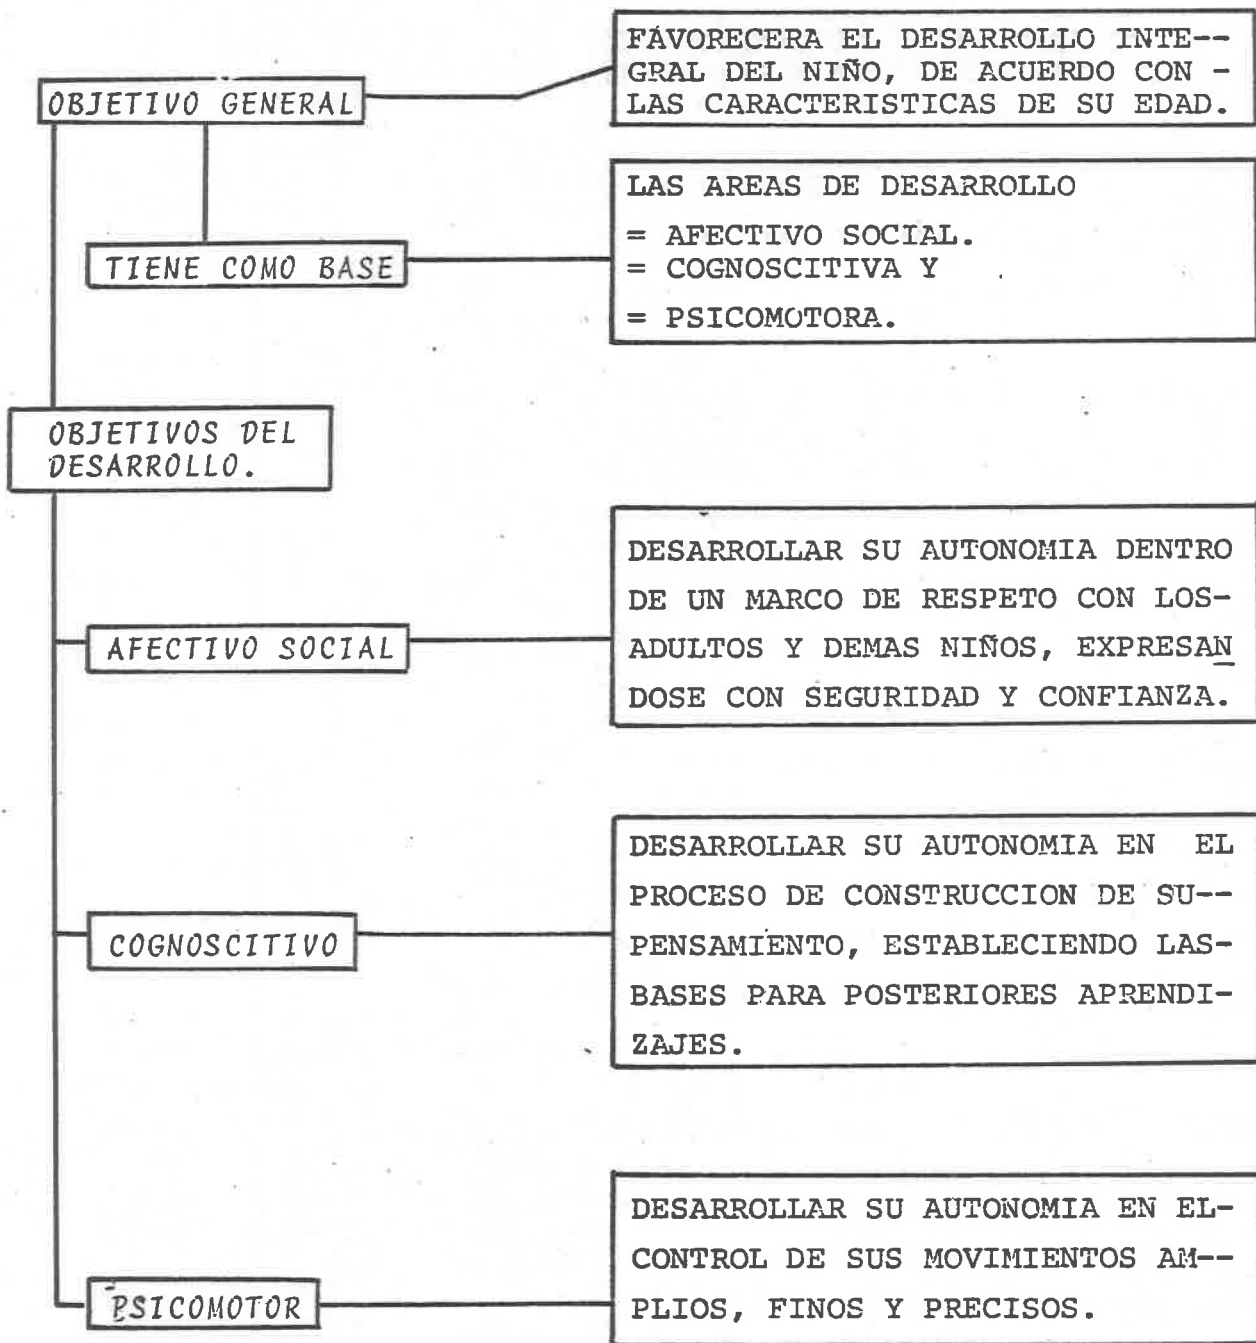 FAVORECERA EL DESARROLLO INTE--
GRAL DEL NIÑO, DE ACUERDO CON -
LAS CARACTERISTICAS DE SU EDAD.
OBJETIVO GENERAL
LAS AREAS DE DESARROLLO
= AFECTIVO SOCIAL.
= COGNOSCITIVA Y
= PSICOMOTORA.
TIENE COMO BASE
OBJETIVOS DEL
DESARROLLO.
DESARROLLAR SU AUTONOMIA DENTRO
DE UN MARCO DE RESPETO CON LOS-
ADULTOS Y DEMAS NIÑOS, EXPRESAN
DOSE CON SEGURIDAD Y CONFIANZA.
AFECTIVO SOCIAL
DESARROLLAR SU AUTONOMIA EN EL
PROCESO DE CONSTRUCCION DE SU--
PENSAMIENTO, ESTABLECIENDO LAS-
BASES PARA POSTERIORES APRENDI-
ZAJES.
COGNOSCITIVO
DESARROLLAR SU AUTONOMIA EN EL-
CONTROL DE SUS MOVIMIENTOS AM--
PLIOS, FINOS Y PRECISOS.
PSICOMOTOR